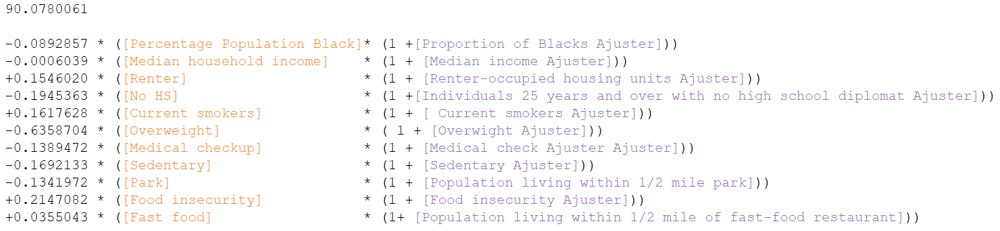 90.0780061
-0.0892857 * ([Percentage Population Black]* (1 +[Proportion of Blacks Ajuster]))
-0.0006039 * ([Median household income] * (1 + [Median income Ajuster]))
+0.1546020 * ([Renter] * (1 + [Renter-occupied housing units Ajuster]))
-0.1945363 * ([No HS] * (1 +[Individuals 25 years and over with no high school diplomat Ajuster]))
+0.1617628 * ([Current smokers] * (1 + [ Current smokers Ajuster]))
-0.6358704 * ([Overweight] * ( 1 + [Overwight Ajuster]))
-0.1389472 * ([Medical checkup] * (1 + [Medical check Ajuster Ajuster]))
-0.1692133 * ([Sedentary] * (1 + [Sedentary Ajuster]))
-0.1341972 * ([Park] * (1 + [Population living within 1/2 mile park]))
+0.2147082 * ([Food insecurity] * (1 + [Food insecurity Ajuster]))
+0.0355043 * ([Fast food] * (1+ [Population living within 1/2 mile of fast-food restaurant]))